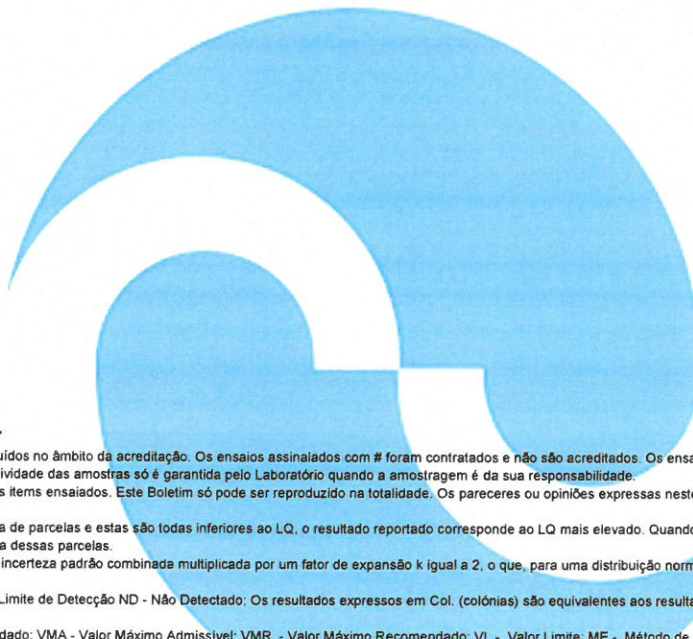 uídos no âmbito da acreditação. Os ensaios assinalados com # foram contratados e não são acreditados. Os ensa
ividade das amostras só é garantida pelo Laboratório quando a amostragem é da sua responsabilidade.
s items ensaiados. Este Boletim só pode ser reproduzido na totalidade. Os pareceres ou opiniões expressas neste
a de parcelas e estas são todas inferiores ao LQ, o resultado reportado corresponde ao LQ mais elevado. Quando
a dessas parcelas.
incerteza padrão combinada multiplicada por um fator de expansão k igual a 2, o que, para uma distribuição norm
Limite de Detecção ND - Não Detectado; Os resultados expressos em Col. (colónias) são equivalentes aos resulta
dado; VMA - Valor Máximo Admissível; VMR - Valor Máximo Recomendado; VL - Valor Limite; ME - Método de